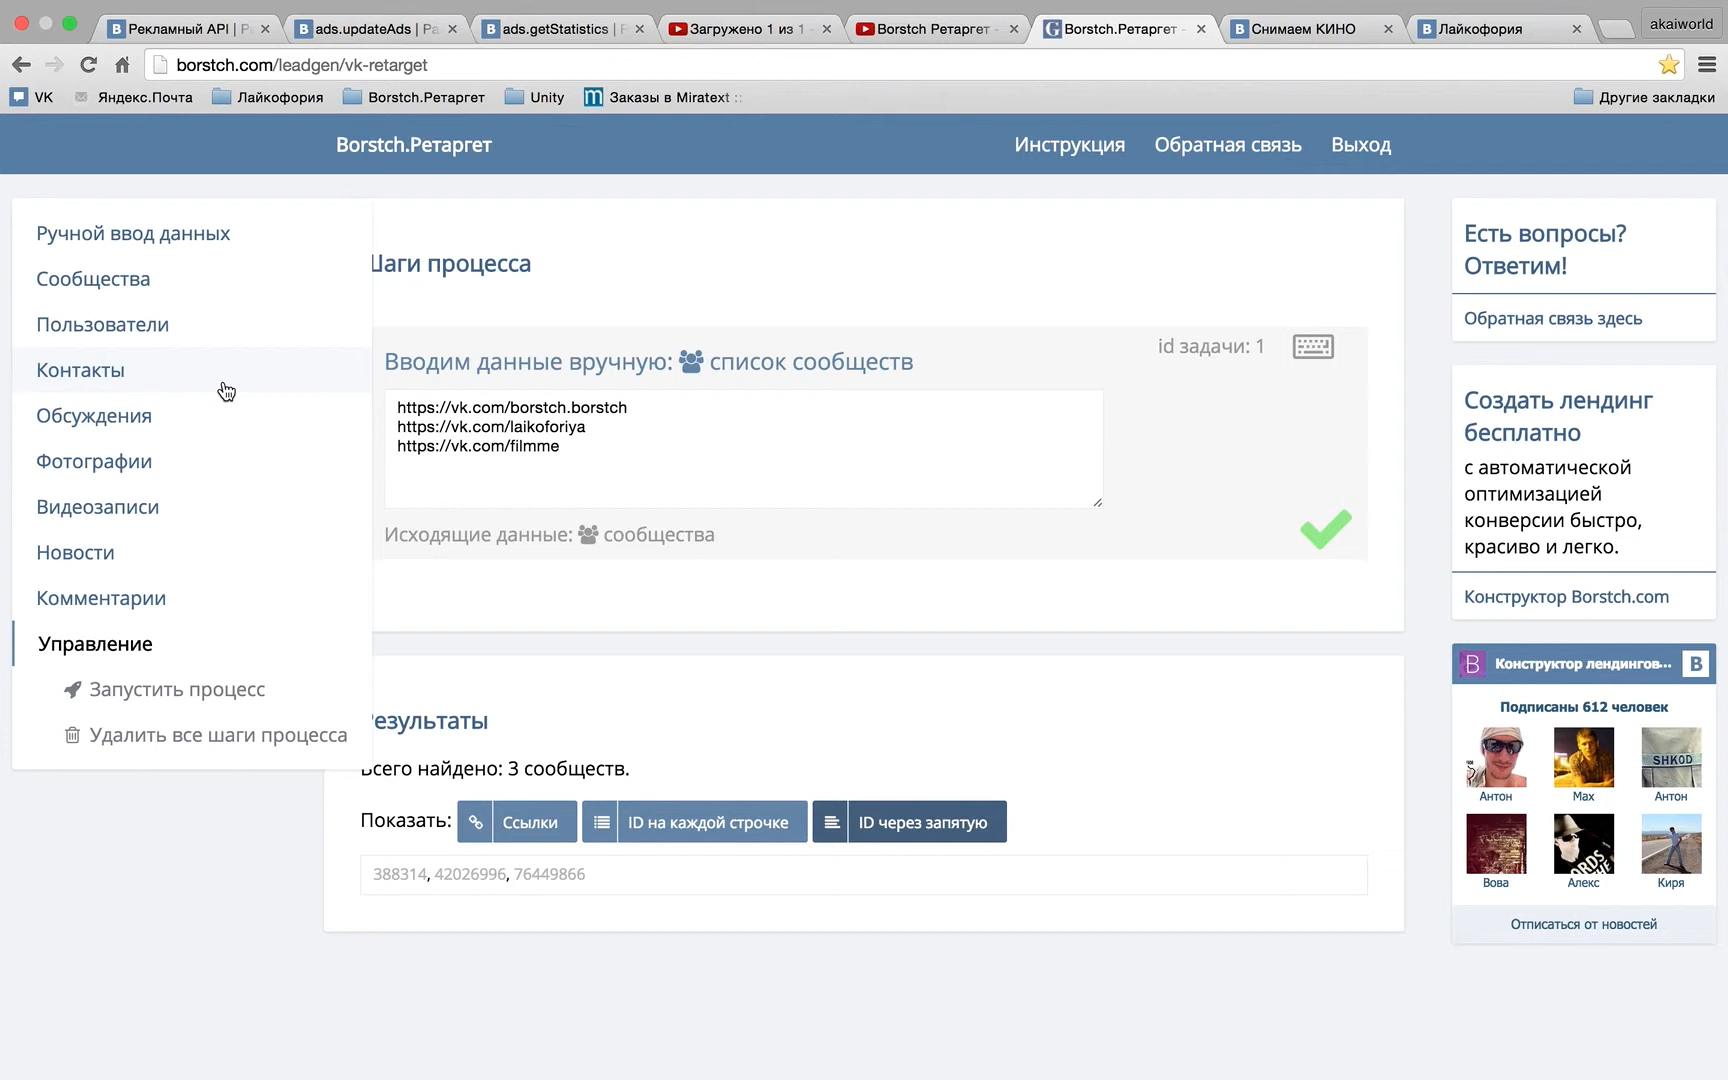 Рекламный API | P
ads.updateAds | Pa
ads.getStatistics | F
Загружено 1 из 1 -
Borstch Ретаргет -
Borstch.Ретаргет -
Снимаем КИНО
Лайкофория
akaiworld
borstch.com/leadgen/vk-retarget
VK
Яндекс.Почта
Лайкофория
Borstch.Ретаргет
Unity
Заказы в Miratext ::
Другие закладки
Borstch.Ретаргет
Инструкция
Обратная связь
Выход
Ручной ввод данных
Сообщества
Пользователи
Контакты
Обсуждения
Фотографии
Видеозаписи
Новости
Комментарии
Управление
Запустить процесс
Удалить все шаги процесса
Шаги процесса
Вводим данные вручную: список сообществ
id задачи: 1
https://vk.com/borstch.borstch
https://vk.com/laikoforiya
https://vk.com/filmme
Исходящие данные: сообщества
Результаты
Всего найдено: 3 сообществ.
Показать:
Ссылки
ID на каждой строчке
ID через запятую
388314, 42026996, 76449866
Есть вопросы?
Ответим!
Обратная связь здесь
Создать лендинг
бесплатно
с автоматической
оптимизацией
конверсии быстро,
красиво и легко.
Конструктор Borstch.com
Конструктор лендингов...
Подписаны 612 человек
SHKOD
Антон
Max
Антон
Вова
Алекс
Киря
Отписаться от новостей